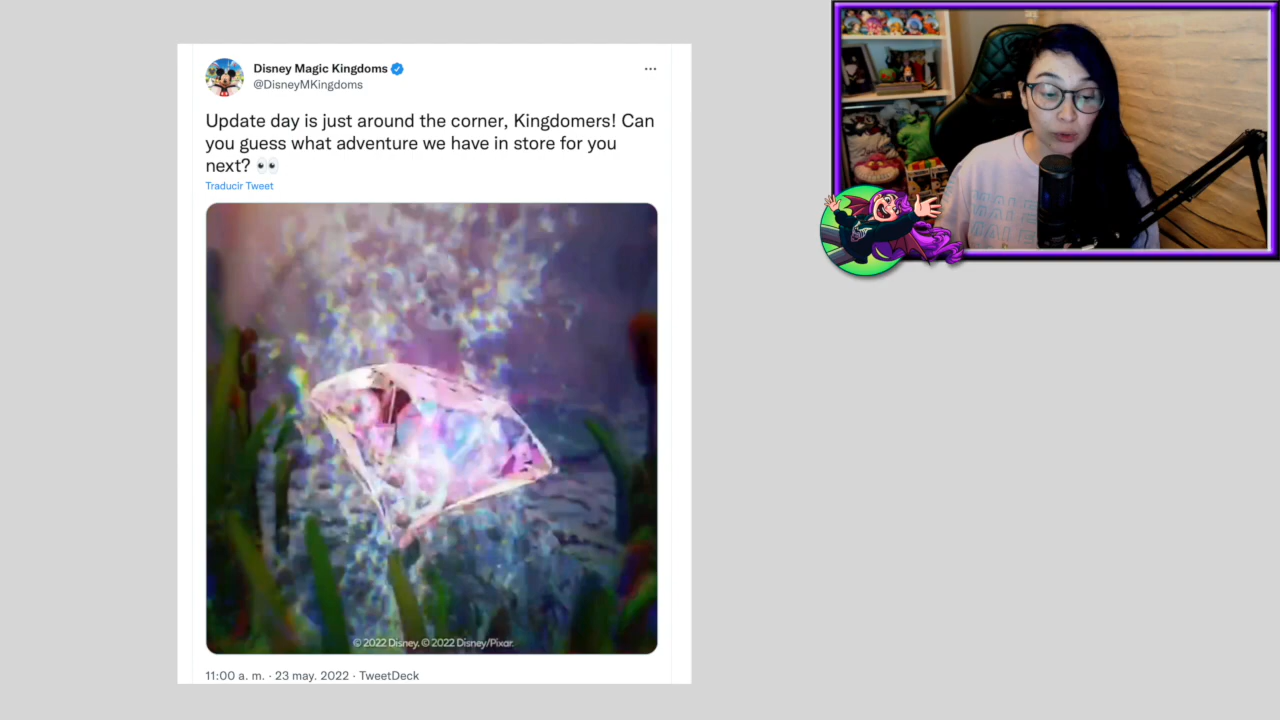 Disney Magic Kingdoms
@DisneyMKingdoms
Update day is just around the corner, Kingdomers! Can
you guess what adventure we have in store for you
next? 👀
Traducir Tweet
© 2022 Disney. © 2022 Disney/Pixar.
11:00 a. m. · 23 may. 2022 · TweetDeck